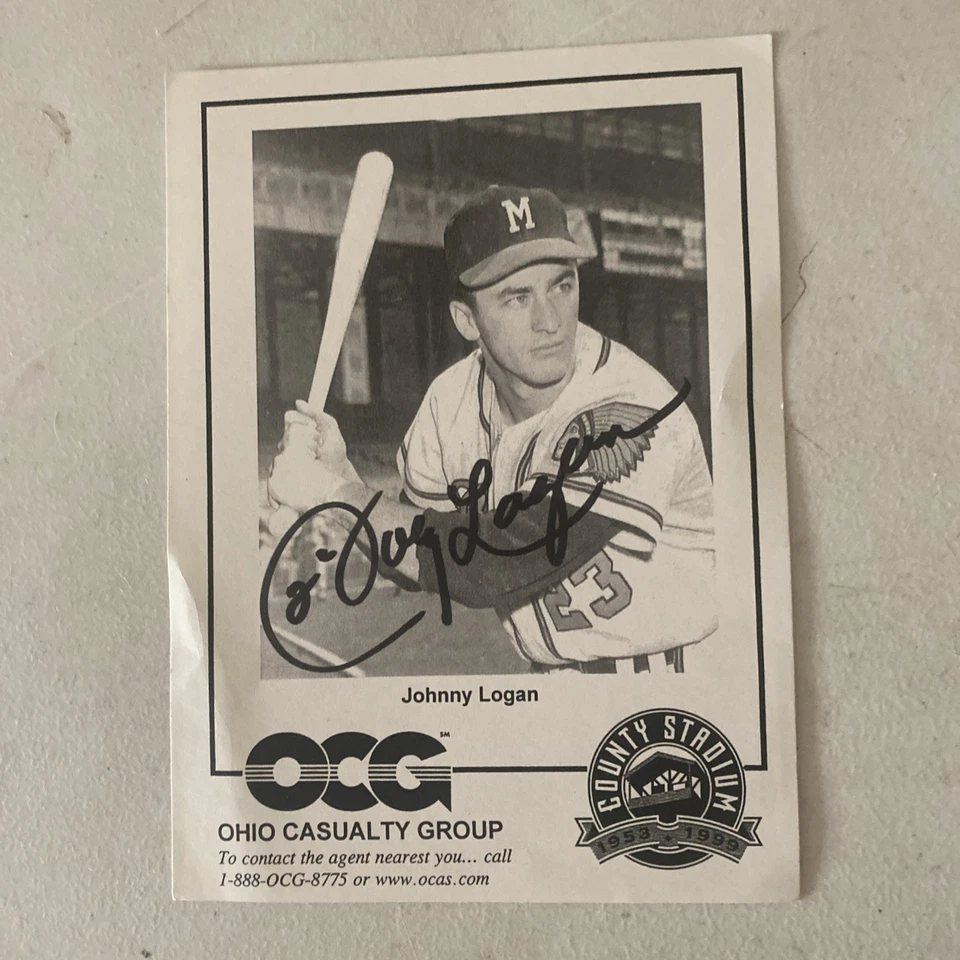 M
23
Johnny Logan
OCG℠
OHIO CASUALTY GROUP
To contact the agent nearest you... call
1-888-OCG-8775 or www.ocas.com
COUNTY STADIUM
1953 • 1999